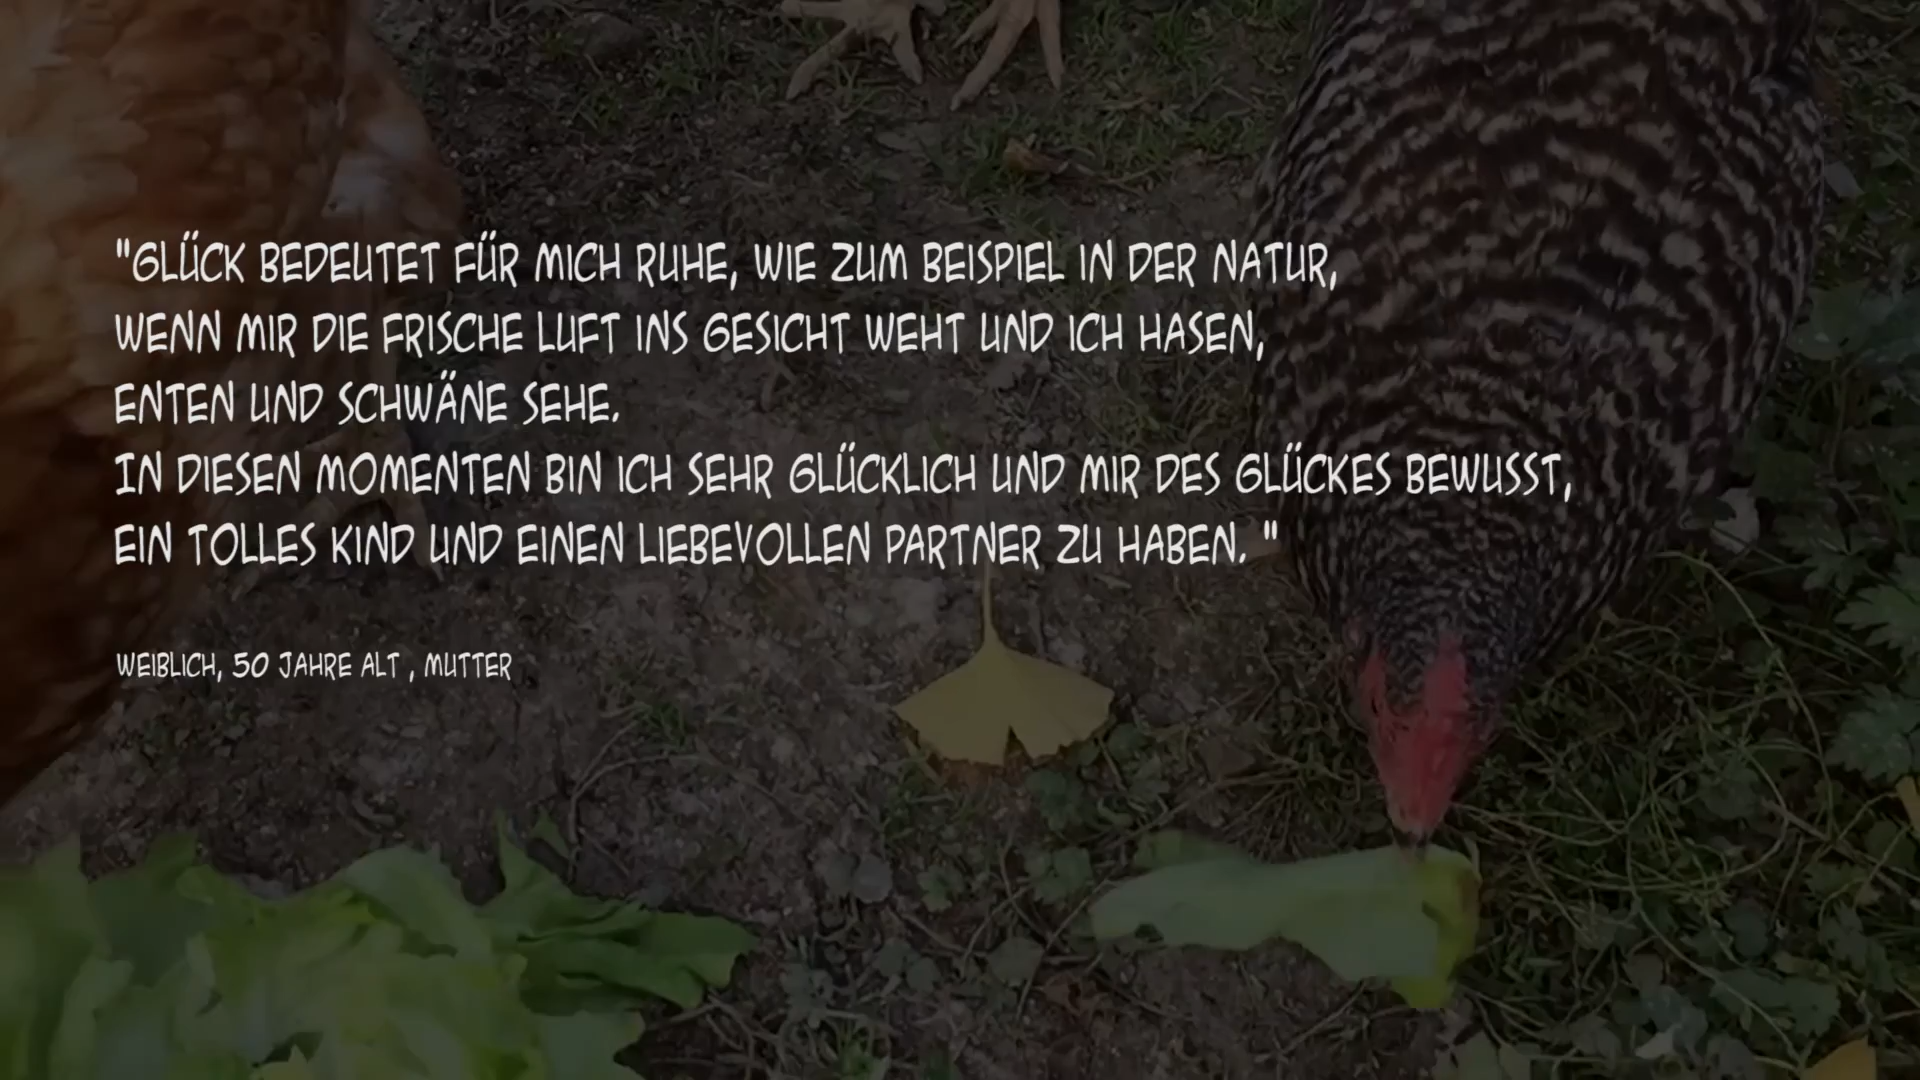 "GLÜCK BEDEUTET FÜR MICH RUHE, WIE ZUM BEISPIEL IN DER NATUR,
WENN MIR DIE FRISCHE LUFT INS GESICHT WEHT UND ICH HASEN,
ENTEN UND SCHWÄNE SEHE.
IN DIESEN MOMENTEN BIN ICH SEHR GLÜCKLICH UND MIR DES GLÜCKES BEWUSST,
EIN TOLLES KIND UND EINEN LIEBEVOLLEN PARTNER ZU HABEN. "
WEIBLICH, 50 JAHRE ALT , MUTTER